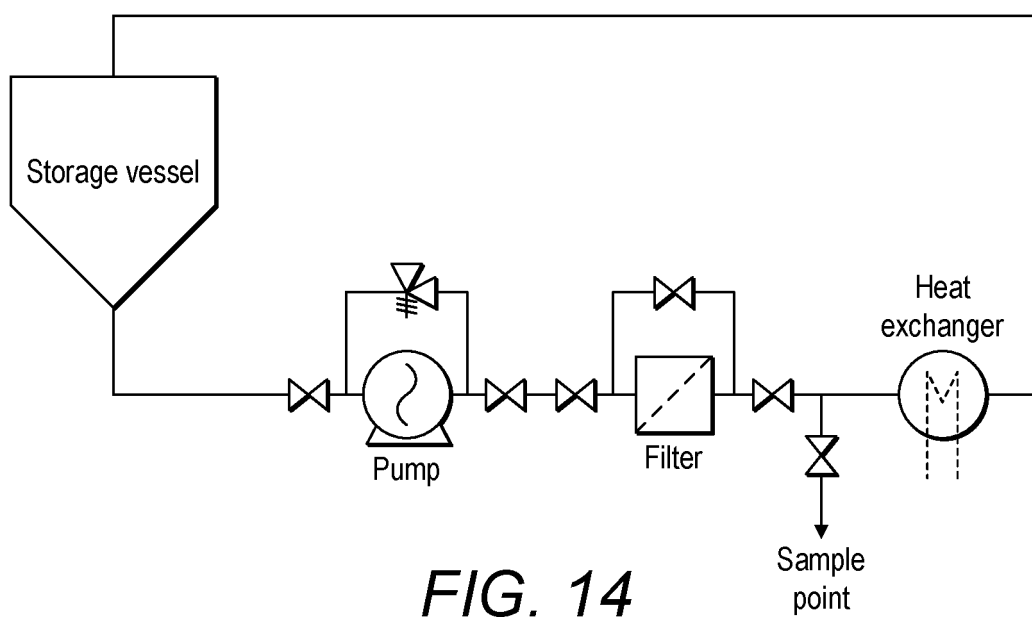 Storage vessel
Heat
exchanger
Pump
Filter
Sample
point
FIG. 14